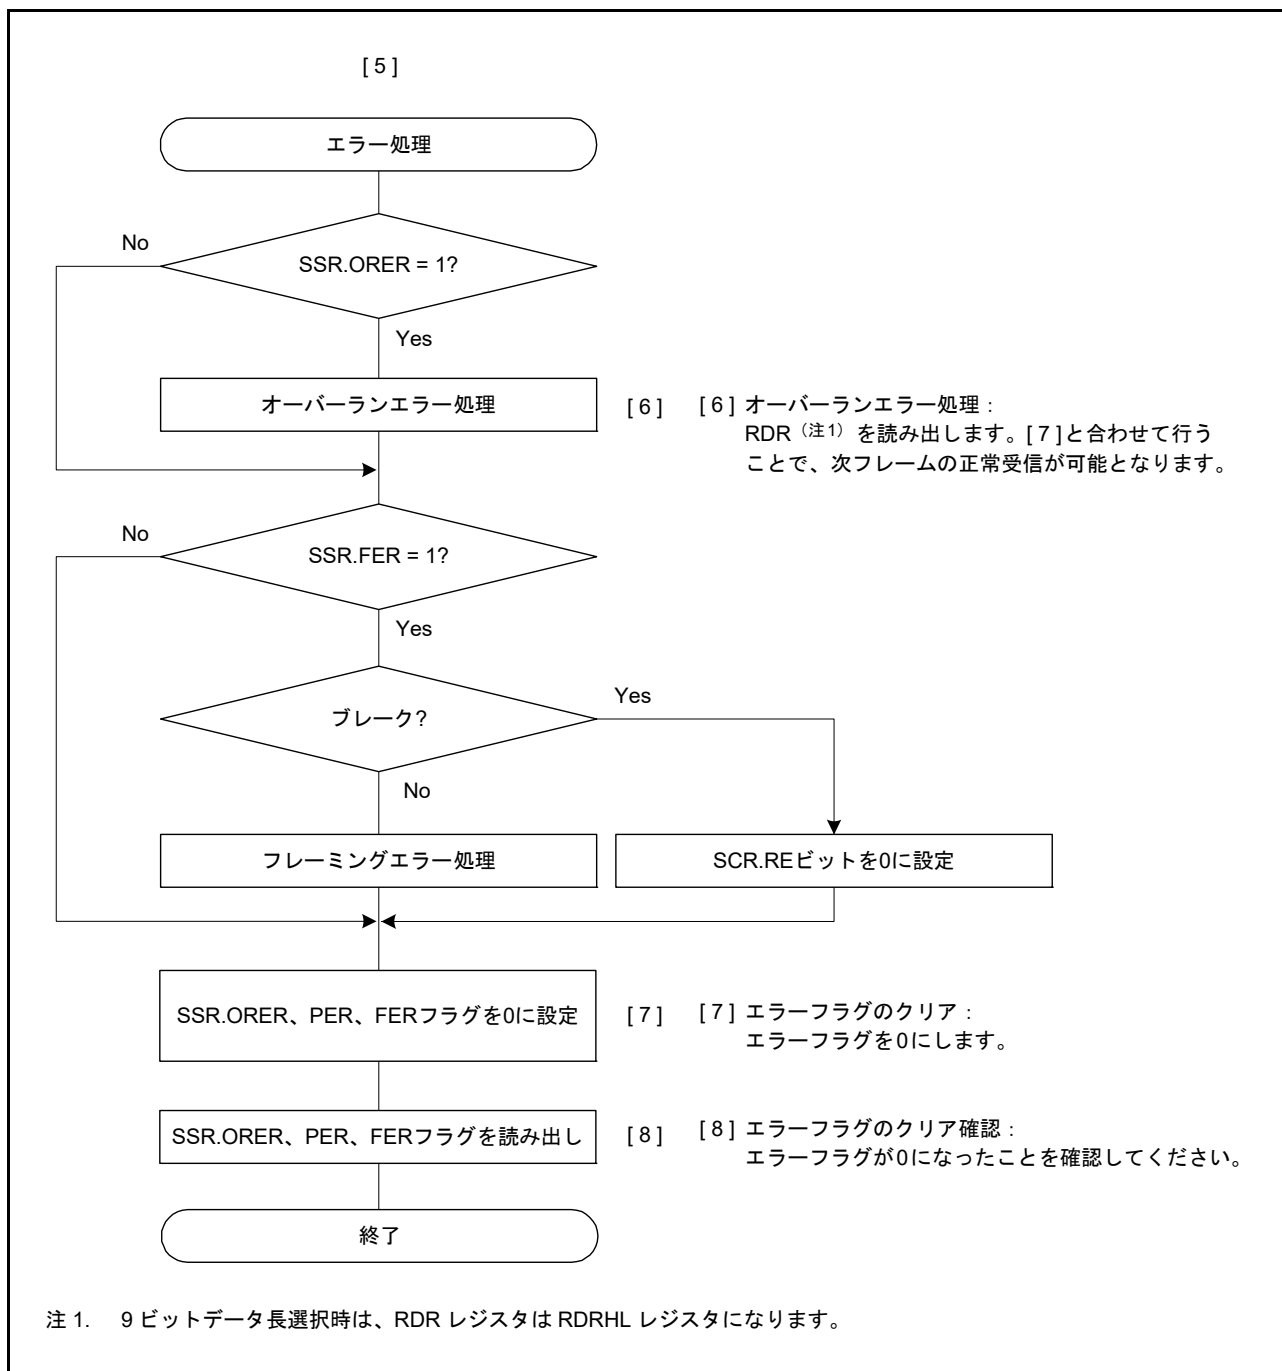 [ 5 ]
エラー処理
No
SSR.ORER = 1?
Yes
オーバーランエラー処理
[ 6 ]
[ 6 ] オーバーランエラー処理：
RDR（注1）を読み出します。[ 7 ]と合わせて行う
ことで、次フレームの正常受信が可能となります。
No
SSR.FER = 1?
Yes
ブレーク?
Yes
No
フレーミングエラー処理
SCR.REビットを0に設定
SSR.ORER、PER、FERフラグを0に設定
[ 7 ]
[ 7 ] エラーフラグのクリア：
エラーフラグを0にします。
SSR.ORER、PER、FERフラグを読み出し
[ 8 ]
[ 8 ] エラーフラグのクリア確認：
エラーフラグが0になったことを確認してください。
終了
注 1. 9 ビットデータ長選択時は、RDR レジスタは RDRHL レジスタになります。